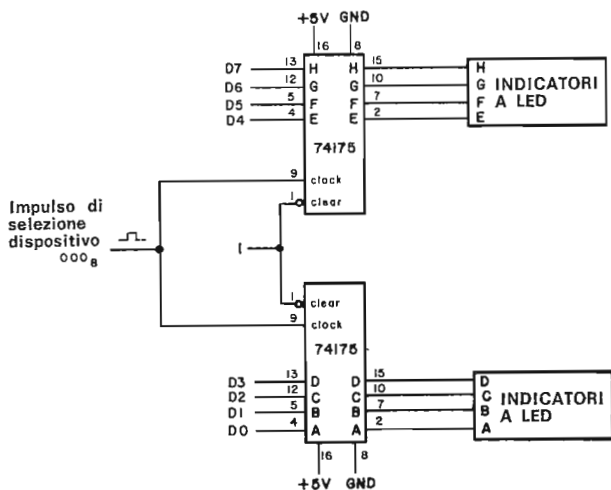 +5V GND
16 8
D7 13 H H 15 H
D6 12 G G 10 G
D5 5 F F 7 F
D4 4 E E 2 E
INDICATORI
A LED
74175
9 clock
1 clear
Impulso di
selezione
dispositivo
000₈
1
1 clear
9 clock
74175
D3 13 D D 15 D
D2 12 C C 10 C
D1 5 B B 7 B
D0 4 A A 2 A
INDICATORI
A LED
16 8
+5V GND